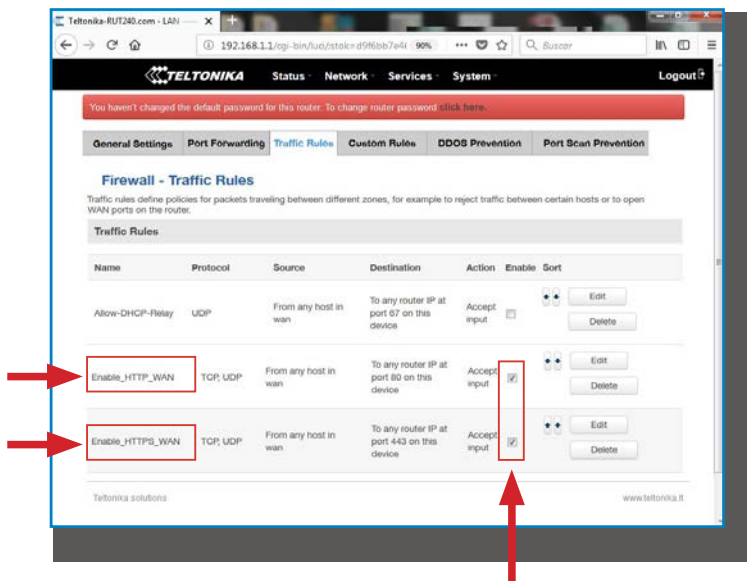 Teltonika-RUT240.com - LAN
192.168.1.1/cgi-bin/luci/;stok=d9f6bb7e4( 90% Buscar
TELTONIKA Status Network Services System Logout
You haven't changed the default password for this router. To change router password click here.
General Settings Port Forwarding Traffic Rules Custom Rules DDOS Prevention Port Scan Prevention
Firewall - Traffic Rules
Traffic rules define policies for packets traveling between different zones, for example to reject traffic between certain hosts or to open
WAN ports on the router.
Traffic Rules
Name Protocol Source Destination Action Enable Sort
Allow-DHCP-Relay UDP From any host in wan To any router IP at port 67 on this device Accept input Edit Delete
Enable_HTTP_WAN TCP, UDP From any host in wan To any router IP at port 80 on this device Accept input Edit Delete
Enable_HTTPS_WAN TCP, UDP From any host in wan To any router IP at port 443 on this device Accept input Edit Delete
Teltonika solutions www.teltonika.lt